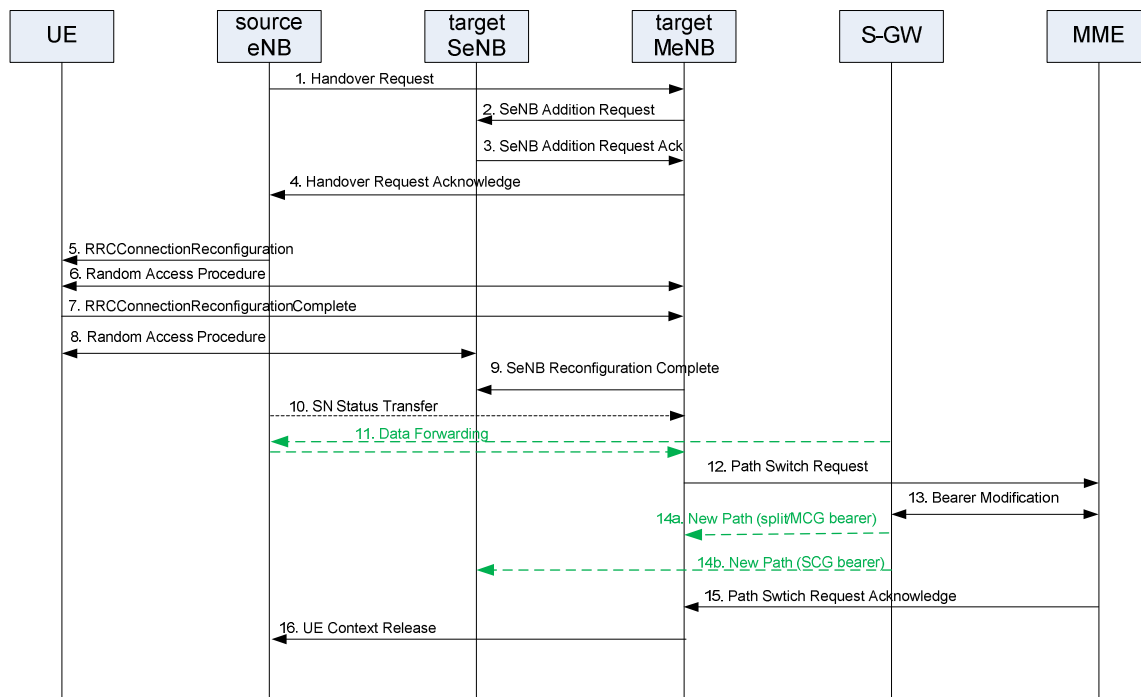 UE
source
eNB
target
SeNB
target
MeNB
S-GW
MME
1. Handover Request
2. SeNB Addition Request
3. SeNB Addition Request Ack
4. Handover Request Acknowledge
5. RRCConnectionReconfiguration
6. Random Access Procedure
7. RRCConnectionReconfigurationComplete
8. Random Access Procedure
9. SeNB Reconfiguration Complete
10. SN Status Transfer
11. Data Forwarding
12. Path Switch Request
13. Bearer Modification
14a. New Path (split/MCG bearer)
14b. New Path (SCG bearer)
15. Path Swtich Request Acknowledge
16. UE Context Release